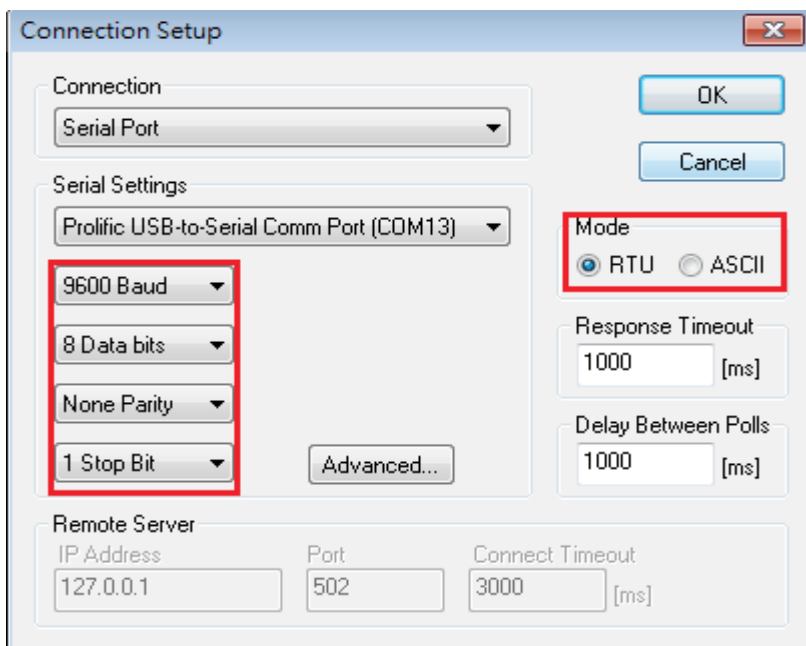 Connection Setup
Connection
Serial Port
OK
Cancel
Serial Settings
Prolific USB-to-Serial Comm Port (COM13)
9600 Baud
8 Data bits
None Parity
1 Stop Bit
Advanced...
Mode
RTU ASCII
Response Timeout
1000 [ms]
Delay Between Polls
1000 [ms]
Remote Server
IP Address Port Connect Timeout
127.0.0.1 502 3000 [ms]